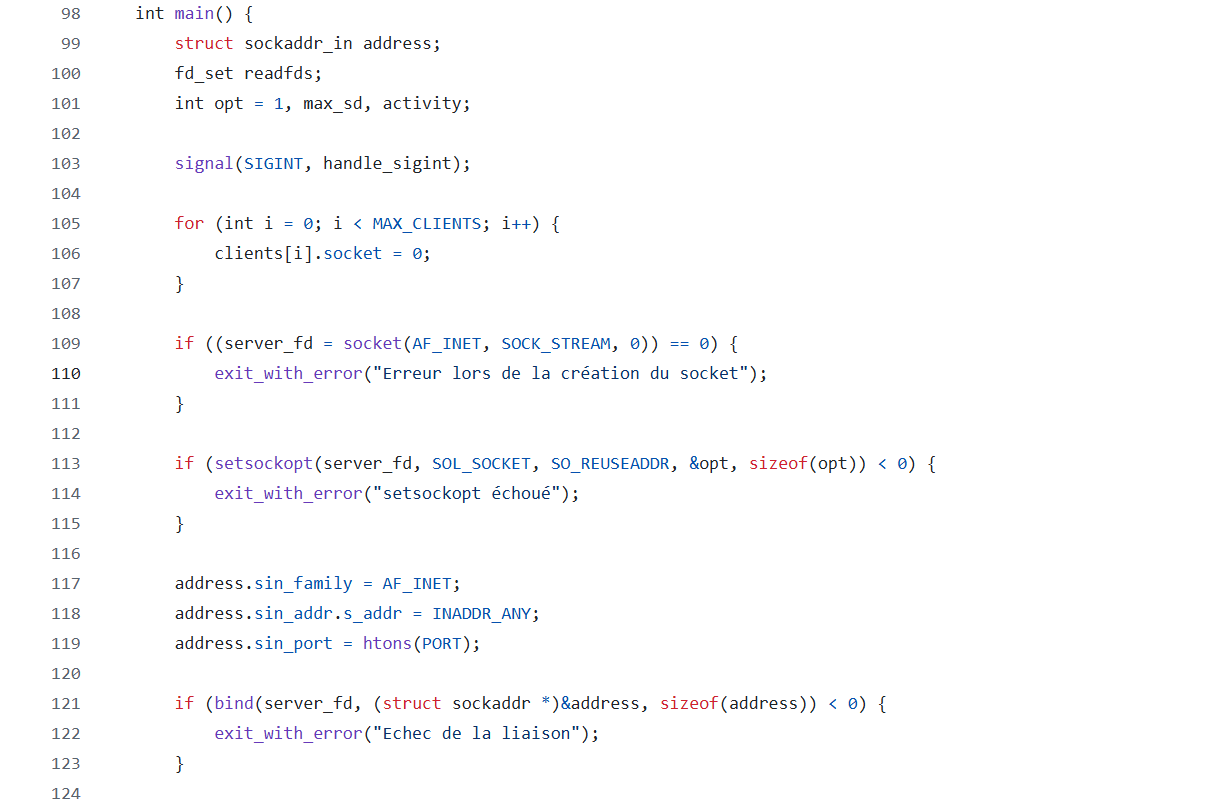 98 int main() {
99 struct sockaddr_in address;
100 fd_set readfds;
101 int opt = 1, max_sd, activity;
102
103 signal(SIGINT, handle_sigint);
104
105 for (int i = 0; i < MAX_CLIENTS; i++) {
106 clients[i].socket = 0;
107 }
108
109 if ((server_fd = socket(AF_INET, SOCK_STREAM, 0)) == 0) {
110 exit_with_error("Erreur lors de la création du socket");
111 }
112
113 if (setsockopt(server_fd, SOL_SOCKET, SO_REUSEADDR, &opt, sizeof(opt)) < 0) {
114 exit_with_error("setsockopt échoué");
115 }
116
117 address.sin_family = AF_INET;
118 address.sin_addr.s_addr = INADDR_ANY;
119 address.sin_port = htons(PORT);
120
121 if (bind(server_fd, (struct sockaddr *)&address, sizeof(address)) < 0) {
122 exit_with_error("Echec de la liaison");
123 }
124